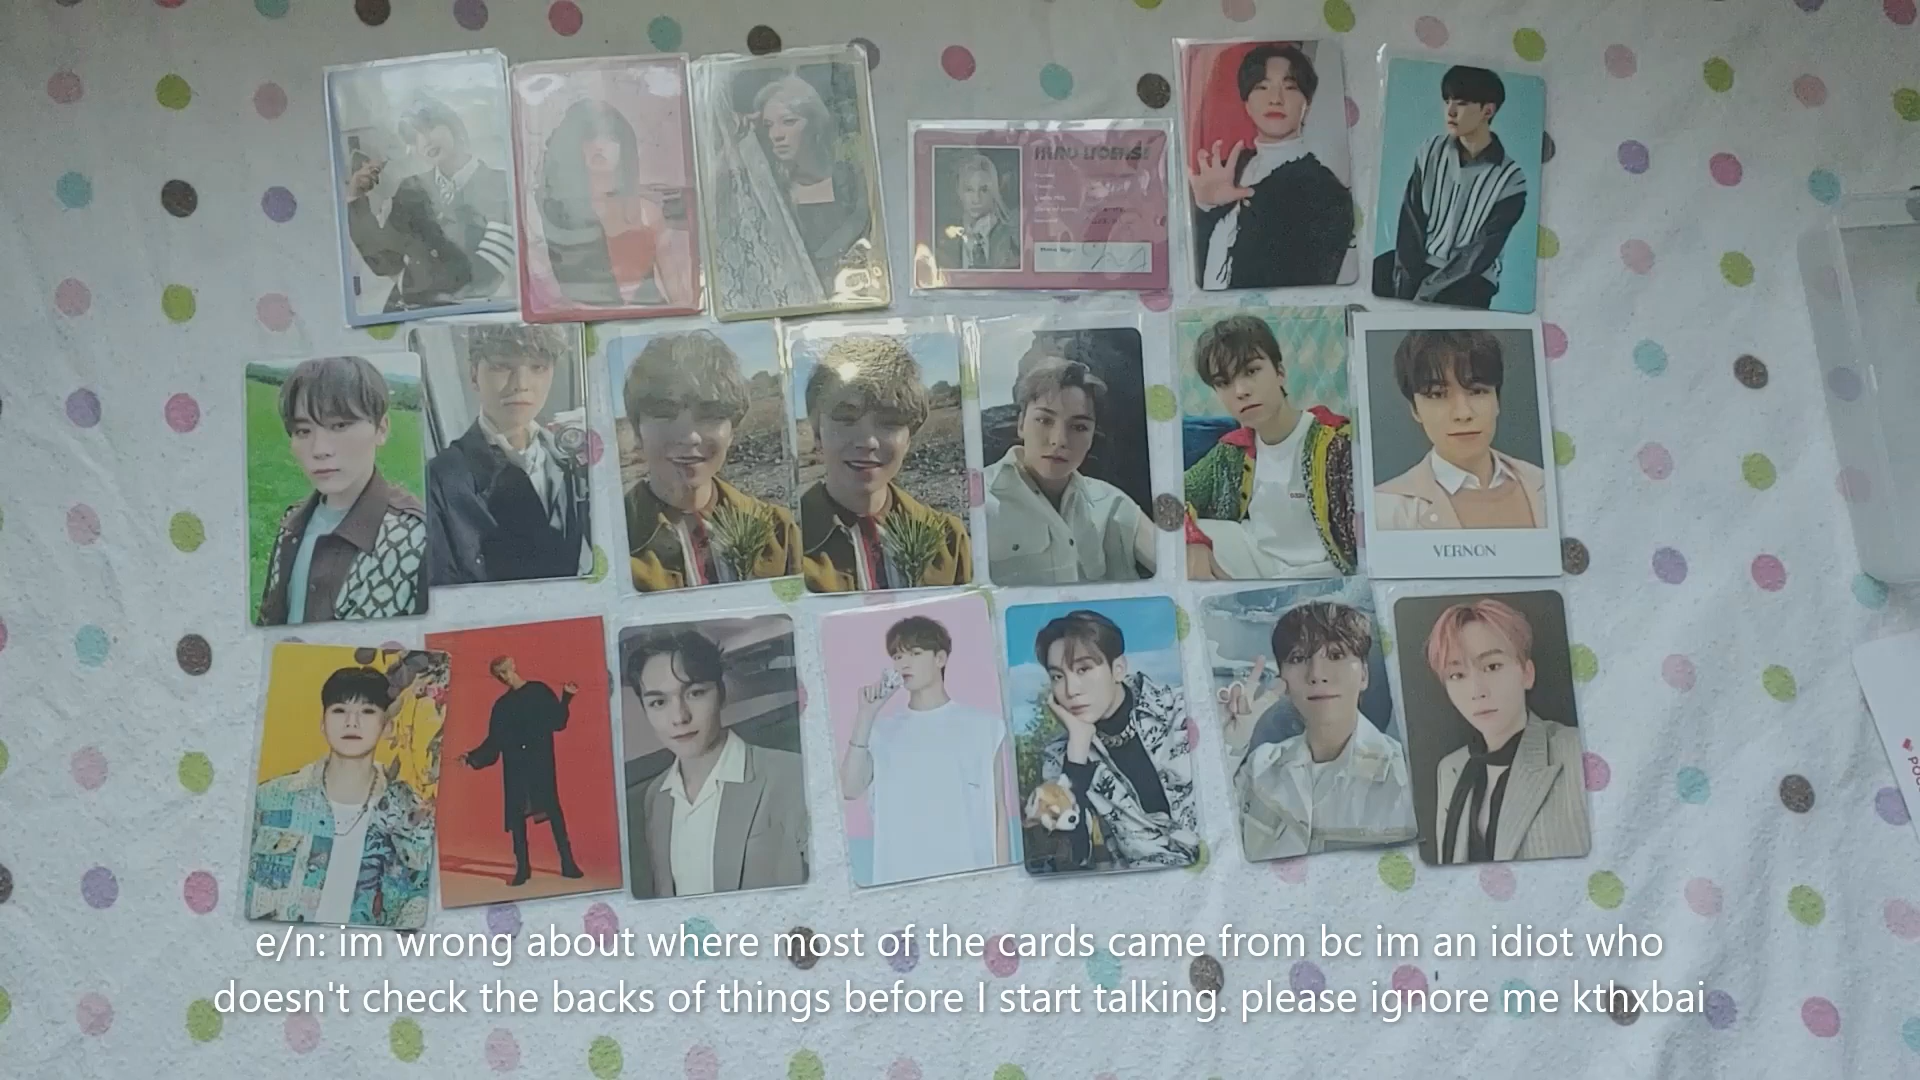 VERNON
e/n: im wrong about where most of the cards came from bc im an idiot who
doesn't check the backs of things before I start talking. please ignore me kthxbai